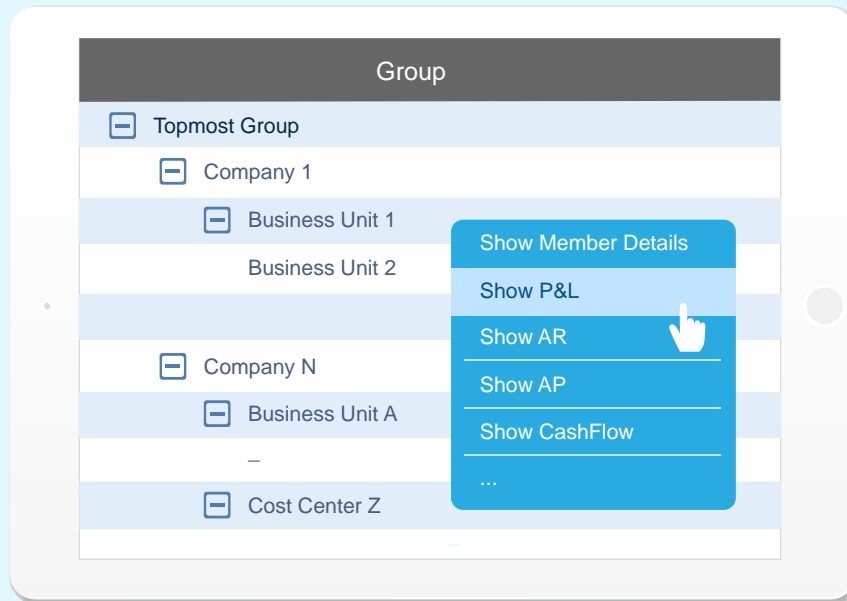 Group
Topmost Group
Company 1
Business Unit 1
Business Unit 2
Company N
Business Unit A
–
Cost Center Z
Show Member Details
Show P&L
Show AR
Show AP
Show CashFlow
...